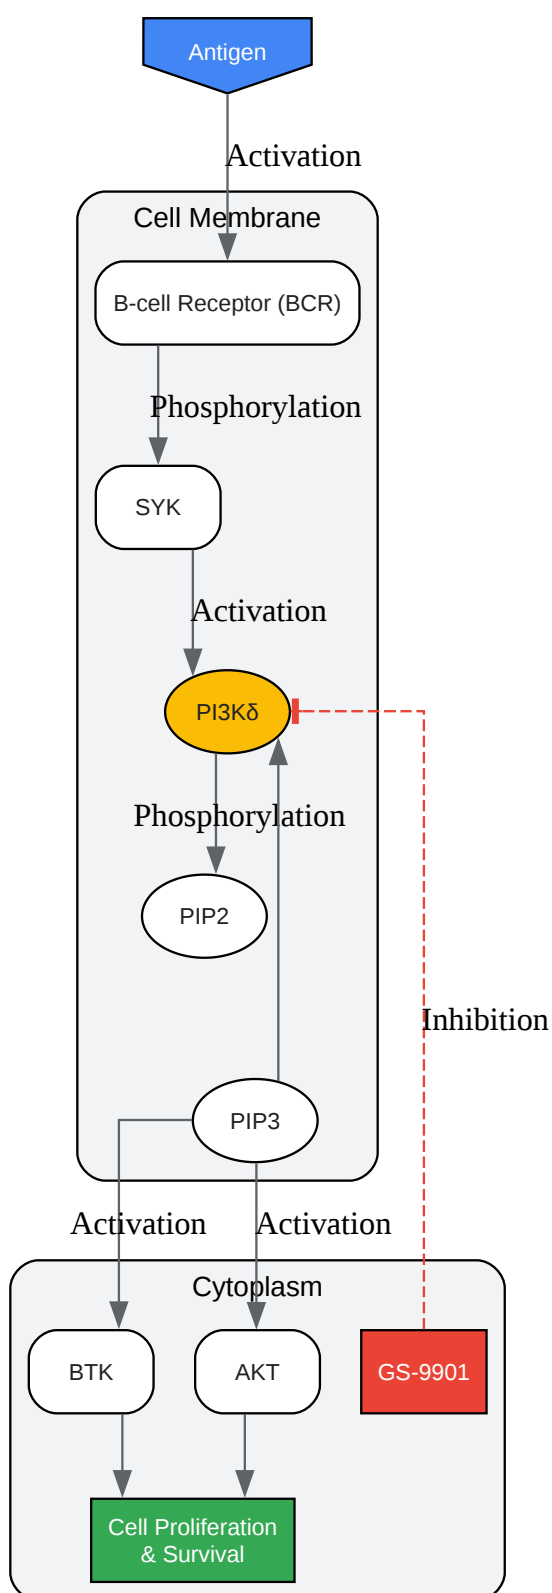 Antigen
Activation
Cell Membrane
B-cell Receptor (BCR)
Phosphorylation
SYK
Activation
PI3Kδ
Phosphorylation
PIP2
Inhibition
PIP3
Activation
Activation
Cytoplasm
BTK
AKT
GS-9901
Cell Proliferation
& Survival